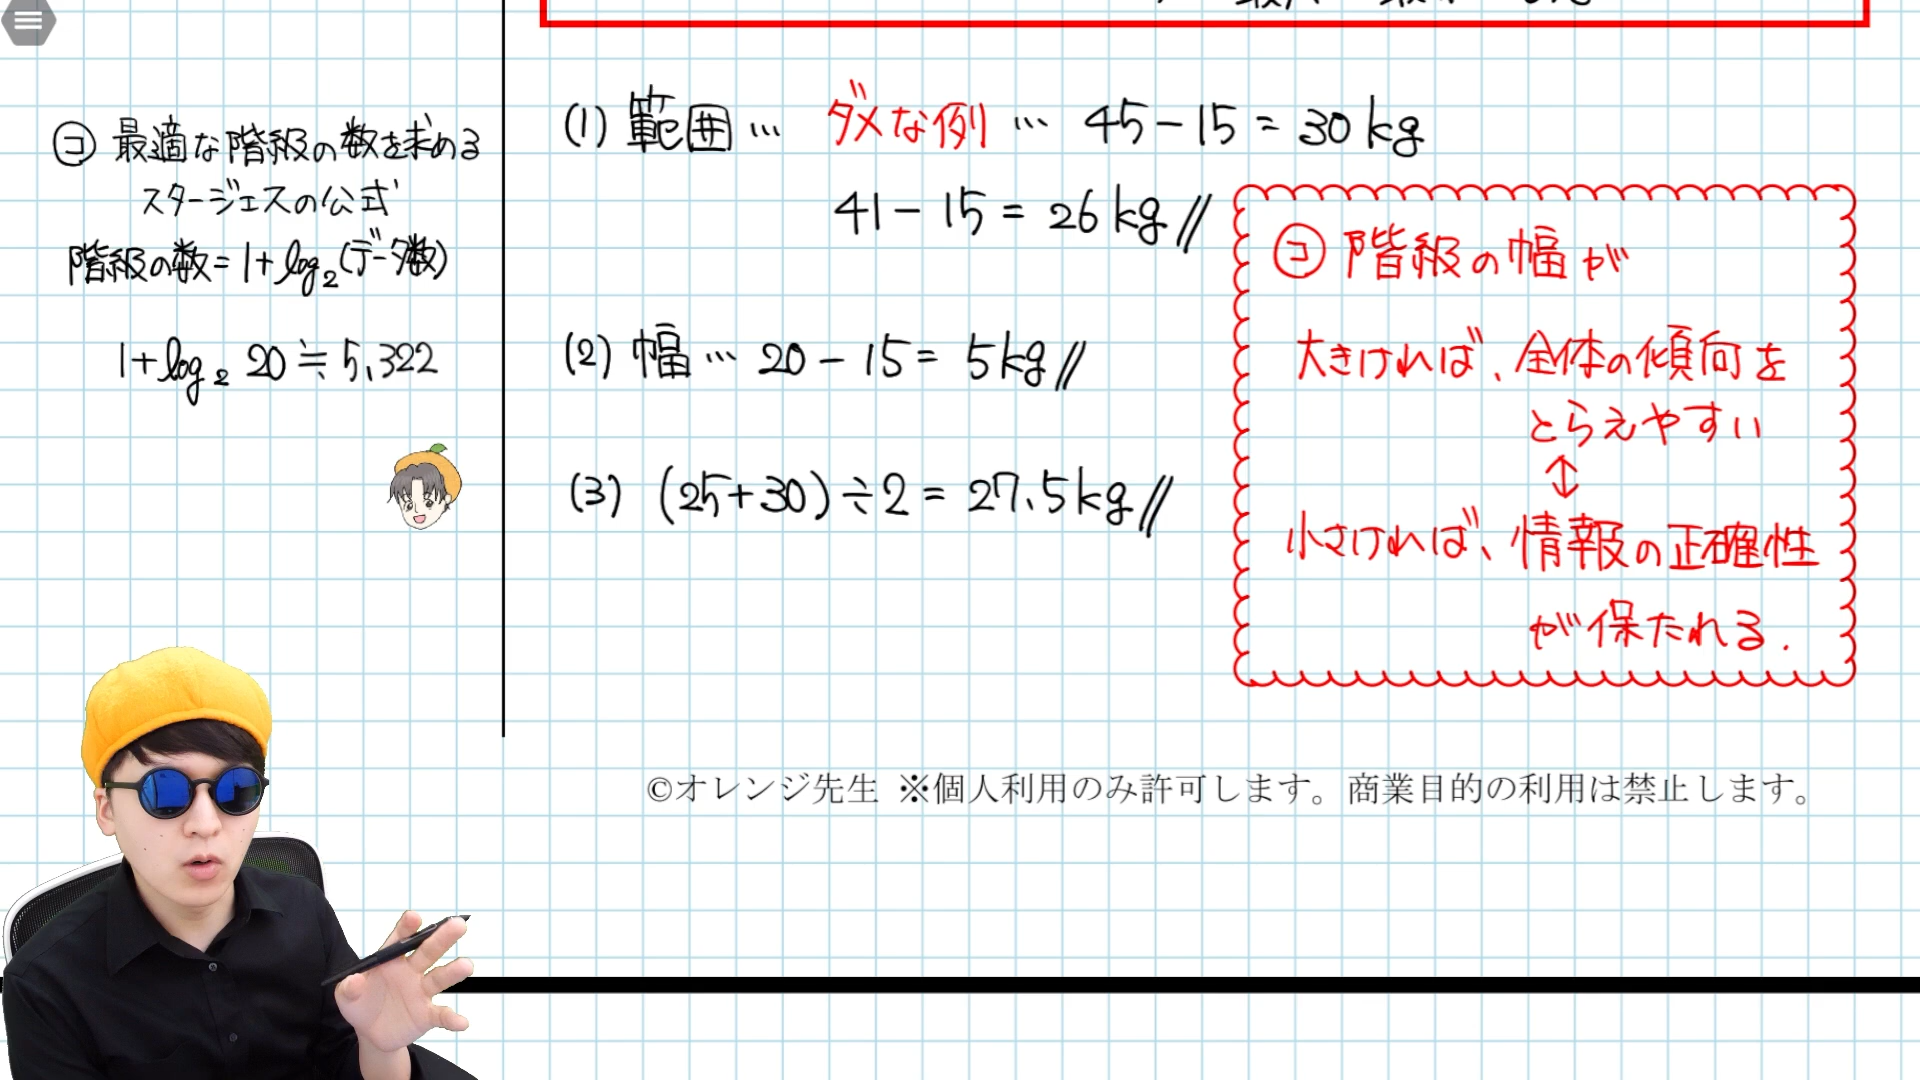 ㋙ 最適な階級の数を求める
スタージェスの公式
階級の数=1+log₂(データ数)
1+log₂ 20≒5.322
(1) 範囲… ダメな例… 45-15=30kg
41-15=26kg//
(2) 幅… 20-15=5kg//
(3) (25+30)÷2=27.5kg//
㋙ 階級の幅が
大きければ、全体の傾向を
とらえやすい
↕
小さければ、情報の正確性
が保たれる.
©オレンジ先生 ※個人利用のみ許可します。商業目的の利用は禁止します。